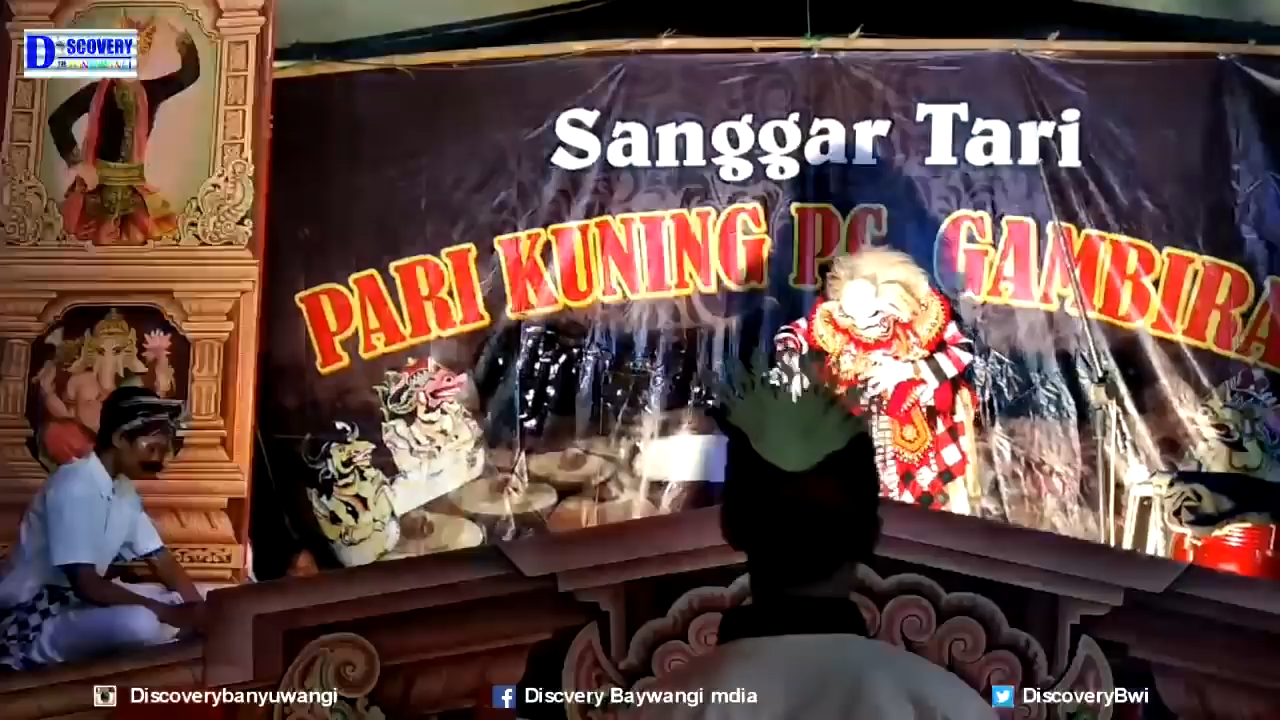 DISCOVERY
Sanggar Tari
PARI KUNING PC GAMBIRA
Discoverybanyuwangi
Discvery Baywangi mdia
DiscoveryBwi